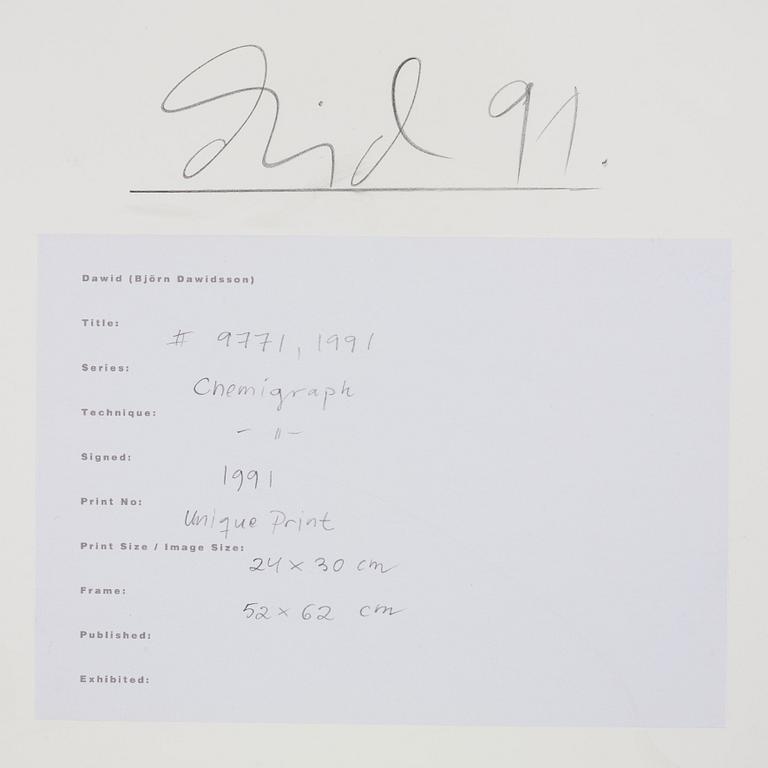 Dawid 91.
Dawid (Björn Dawidsson)
Title:
# 9771, 1991
Series:
Chemigraph
Technique:
- " -
Signed:
1991
Print No:
Unique Print
Print Size / Image Size:
24 x 30 cm
Frame:
52 x 62 cm
Published:
Exhibited: